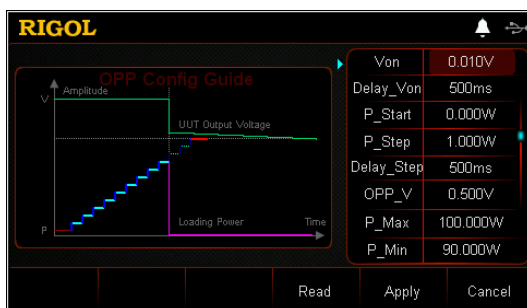 RIGOL
OPP Config Guide
Amplitude
V
UUT Output Voltage
Loading Power
Time
P
Von 0.010V
Delay_Von 500ms
P_Start 0.000W
P_Step 1.000W
Delay_Step 500ms
OPP_V 0.500V
P_Max 100.000W
P_Min 90.000W
Read Apply Cancel